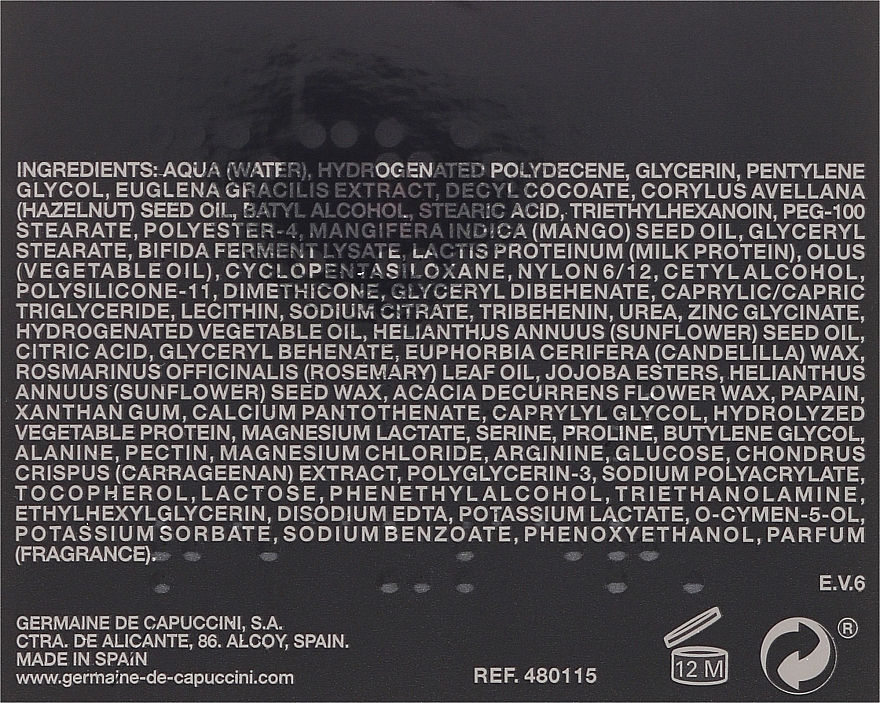 INGREDIENTS: AQUA (WATER), HYDROGENATED POLYDECENE, GLYCERIN, PENTYLENE
GLYCOL, EUGLENA GRACILIS EXTRACT, DECYL COCOATE, CORYLUS AVELLANA
(HAZELNUT) SEED OIL, BATYL ALCOHOL, STEARIC ACID, TRIETHYLHEXANOIN, PEG-100
STEARATE, POLYESTER-4, MANGIFERA INDICA (MANGO) SEED OIL, GLYCERYL
STEARATE, BIFIDA FERMENT LYSATE, LACTIS PROTEINUM (MILK PROTEIN), OLUS
(VEGETABLE OIL), CYCLOPENTASILOXANE, NYLON 6/12, CETYL ALCOHOL,
POLYSILICONE-11, DIMETHICONE, GLYCERYL DIBEHENATE, CAPRYLIC/CAPRIC
TRIGLYCERIDE, LECITHIN, SODIUM CITRATE, TRIBEHENIN, UREA, ZINC GLYCINATE,
HYDROGENATED VEGETABLE OIL, HELIANTHUS ANNUUS (SUNFLOWER) SEED OIL,
CITRIC ACID, GLYCERYL BEHENATE, EUPHORBIA CERIFERA (CANDELILLA) WAX,
ROSMARINUS OFFICINALIS (ROSEMARY) LEAF OIL, JOJOBA ESTERS, HELIANTHUS
ANNUUS (SUNFLOWER) SEED WAX, ACACIA DECURRENS FLOWER WAX, PAPAIN,
XANTHAN GUM, CALCIUM PANTOTHENATE, CAPRYLYL GLYCOL, HYDROLYZED
VEGETABLE PROTEIN, MAGNESIUM LACTATE, SERINE, PROLINE, BUTYLENE GLYCOL,
ALANINE, PECTIN, MAGNESIUM CHLORIDE, ARGININE, GLUCOSE, CHONDRUS
CRISPUS (CARRAGEENAN) EXTRACT, POLYGLYCERIN-3, SODIUM POLYACRYLATE,
TOCOPHEROL, LACTOSE, PHENETHYL ALCOHOL, TRIETHANOLAMINE,
ETHYLHEXYLGLYCERIN, DISODIUM EDTA, POTASSIUM LACTATE, O-CYMEN-5-OL,
POTASSIUM SORBATE, SODIUM BENZOATE, PHENOXYETHANOL, PARFUM
(FRAGRANCE).
E.V.6
GERMAINE DE CAPUCCINI, S.A.
CTRA. DE ALICANTE, 86. ALCOY, SPAIN.
MADE IN SPAIN
www.germaine-de-capuccini.com
REF. 480115
12 M
®